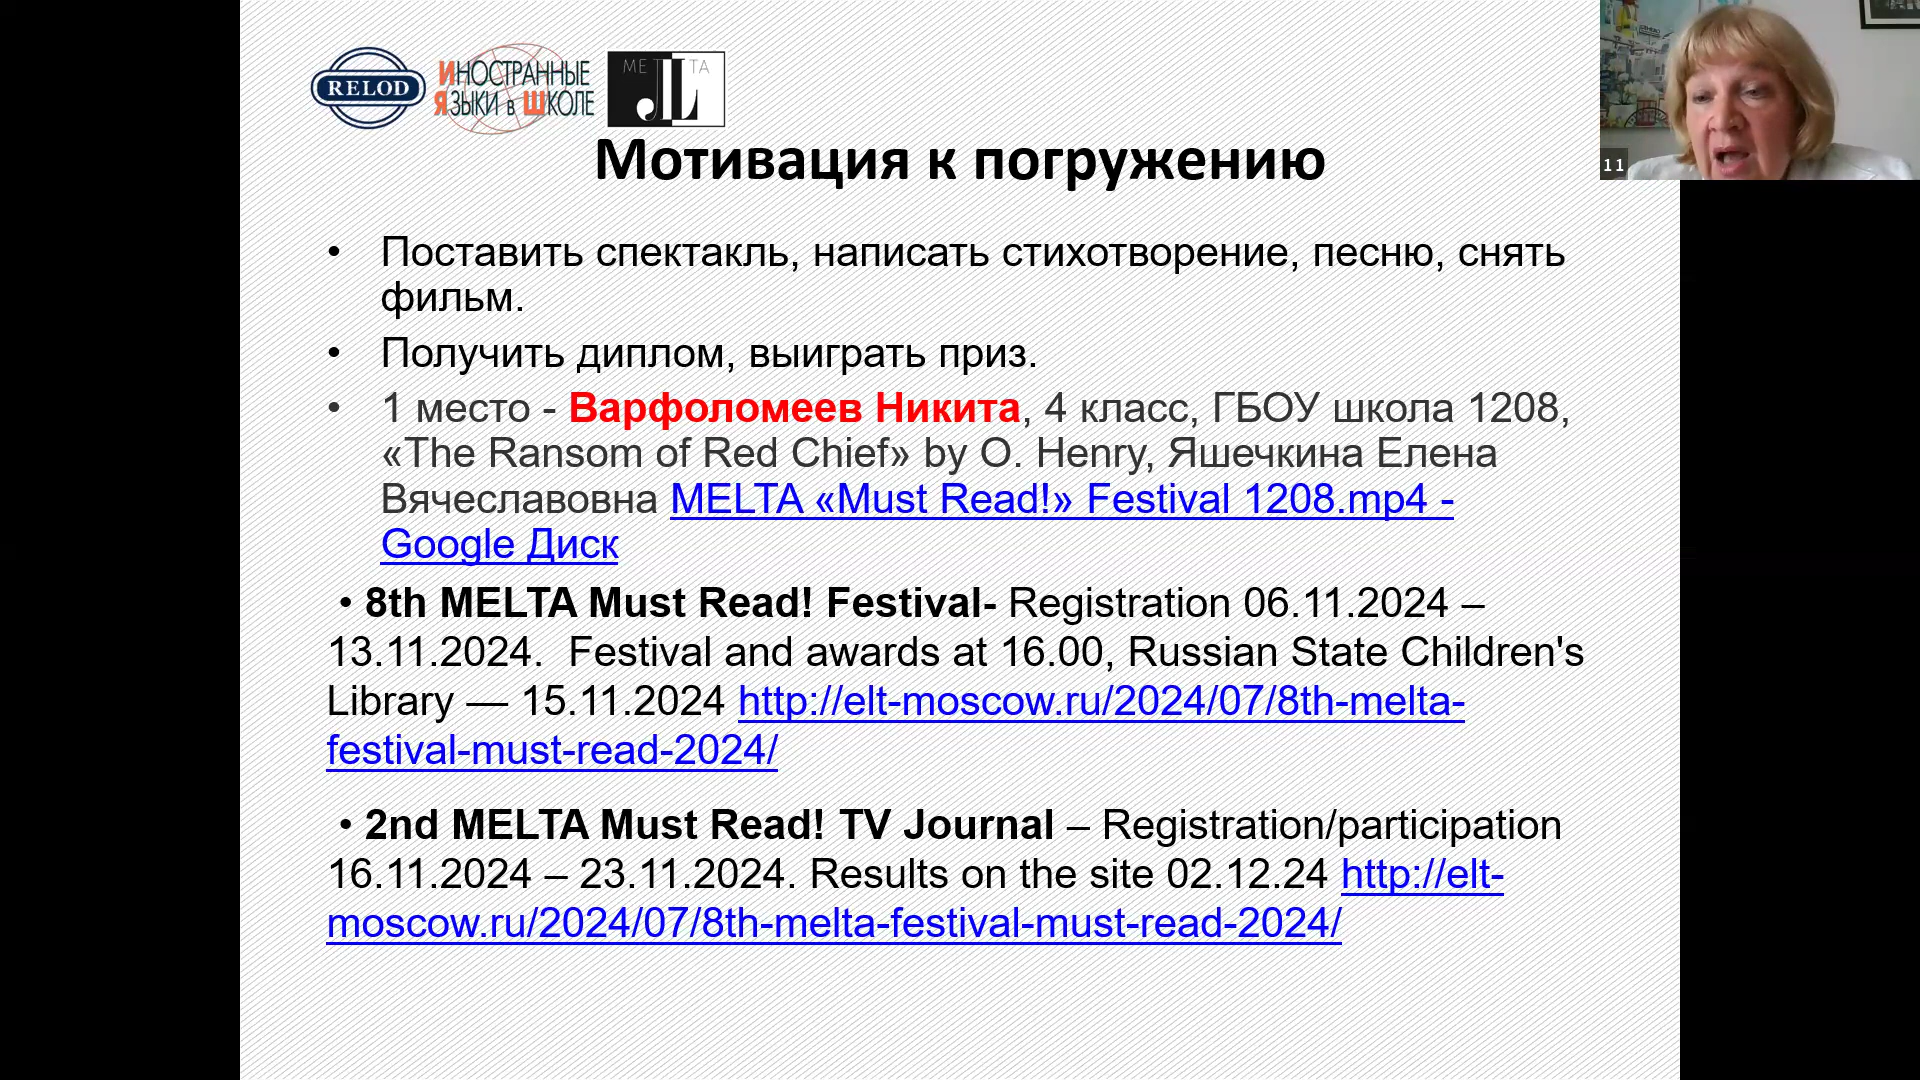 RELOD
ИНОСТРАННЫЕ
ЯЗЫКИ в ШКОЛЕ
ME TA
JL
11
Мотивация к погружению
• Поставить спектакль, написать стихотворение, песню, снять
фильм.
• Получить диплом, выиграть приз.
• 1 место - Варфоломеев Никита, 4 класс, ГБОУ школа 1208,
«The Ransom of Red Chief» by O. Henry, Яшечкина Елена
Вячеславовна MELTA «Must Read!» Festival 1208.mp4 -
Google Диск
• 8th MELTA Must Read! Festival- Registration 06.11.2024 –
13.11.2024. Festival and awards at 16.00, Russian State Children's
Library — 15.11.2024 http://elt-moscow.ru/2024/07/8th-melta-
festival-must-read-2024/
• 2nd MELTA Must Read! TV Journal – Registration/participation
16.11.2024 – 23.11.2024. Results on the site 02.12.24 http://elt-
moscow.ru/2024/07/8th-melta-festival-must-read-2024/